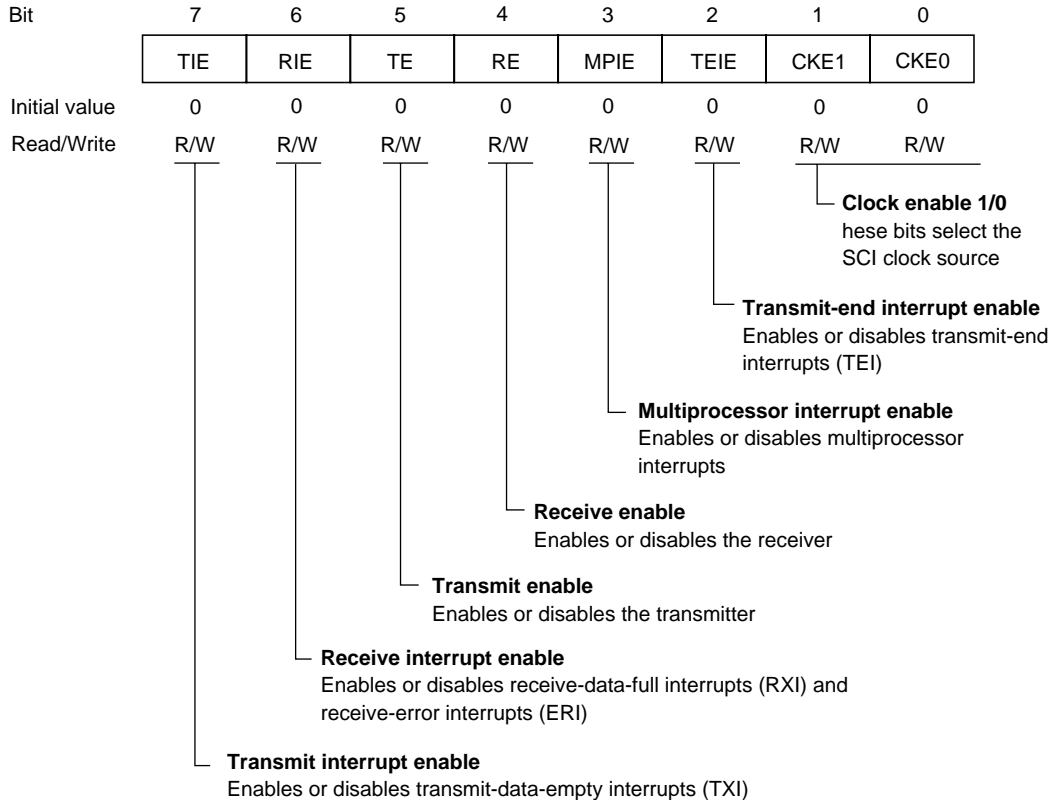 Bit 7 6 5 4 3 2 1 0
TIE RIE TE RE MPIE TEIE CKE1 CKE0
Initial value 0 0 0 0 0 0 0 0
Read/Write R/W R/W R/W R/W R/W R/W R/W R/W
Clock enable 1/0
hese bits select the
SCI clock source
Transmit-end interrupt enable
Enables or disables transmit-end
interrupts (TEI)
Multiprocessor interrupt enable
Enables or disables multiprocessor
interrupts
Receive enable
Enables or disables the receiver
Transmit enable
Enables or disables the transmitter
Receive interrupt enable
Enables or disables receive-data-full interrupts (RXI) and
receive-error interrupts (ERI)
Transmit interrupt enable
Enables or disables transmit-data-empty interrupts (TXI)